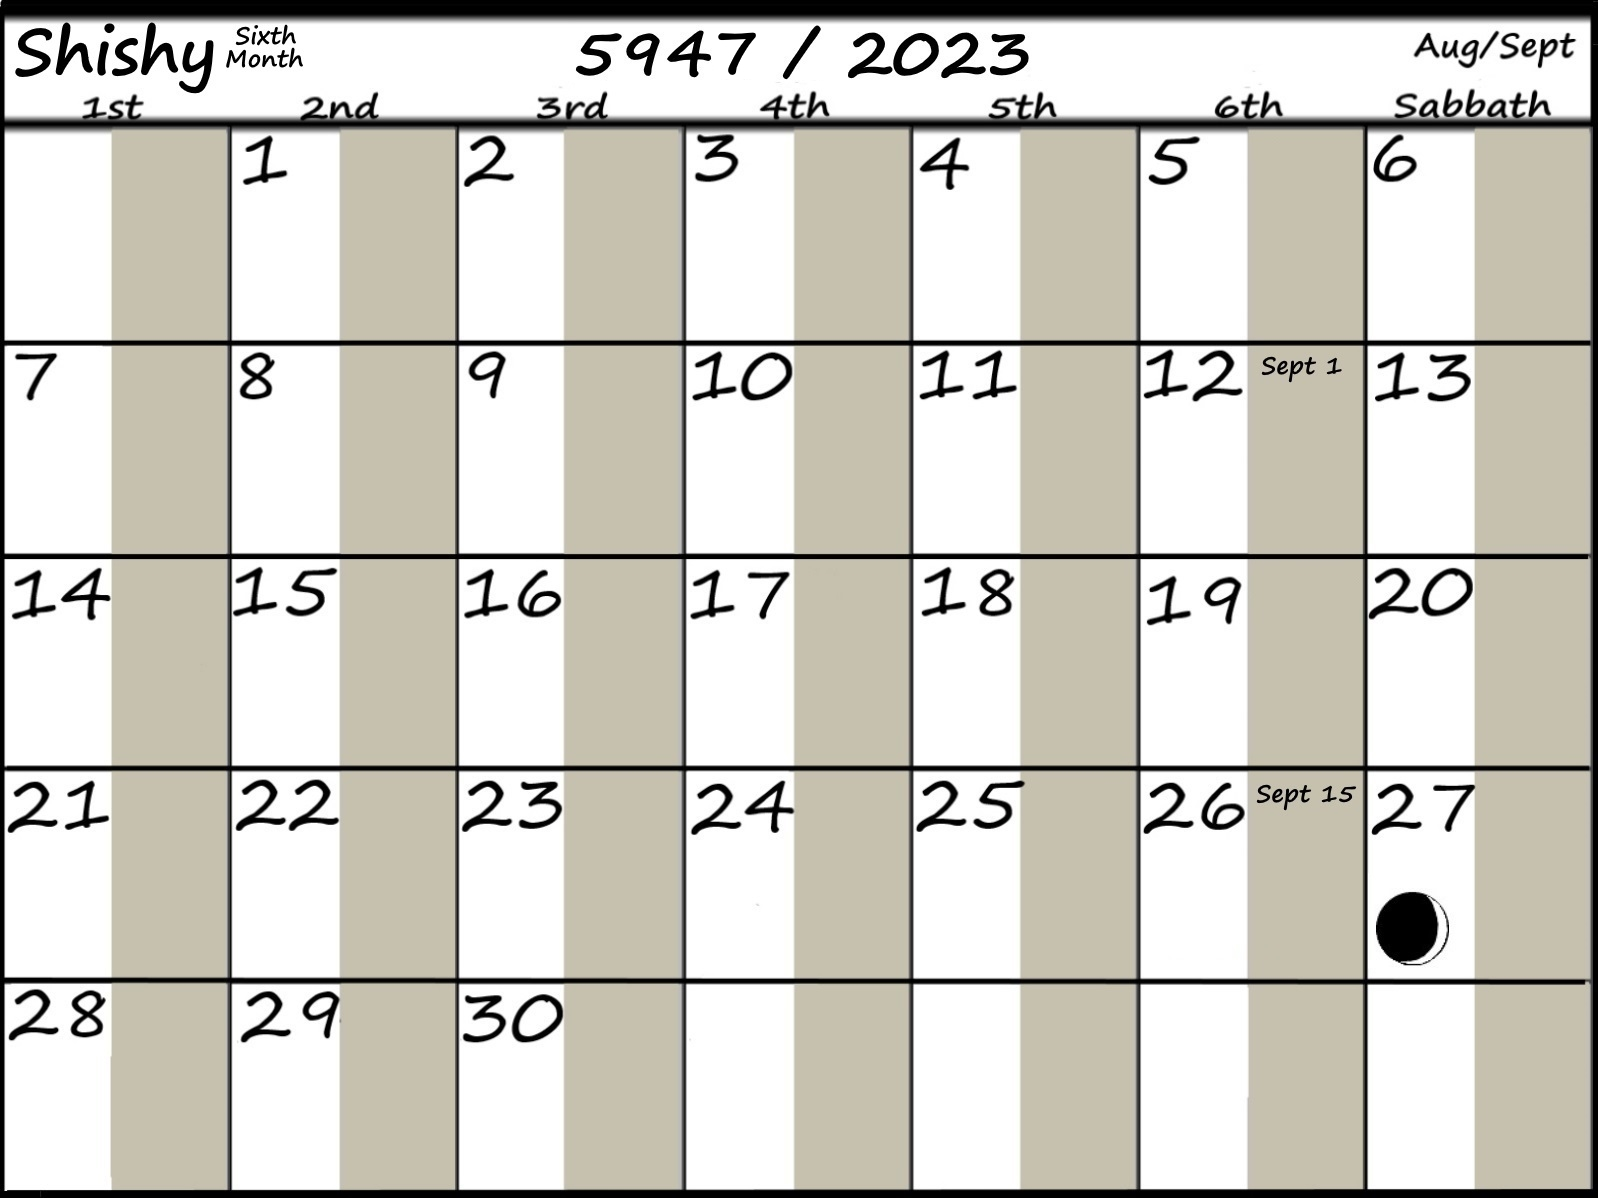 Shishy Sixth Month 5947 / 2023 Aug/Sept
1st 2nd 3rd 4th 5th 6th Sabbath
1 2 3 4 5 6
7 8 9 10 11 12 Sept 1 13
14 15 16 17 18 19 20
21 22 23 24 25 26 Sept 15 27
28 29 30